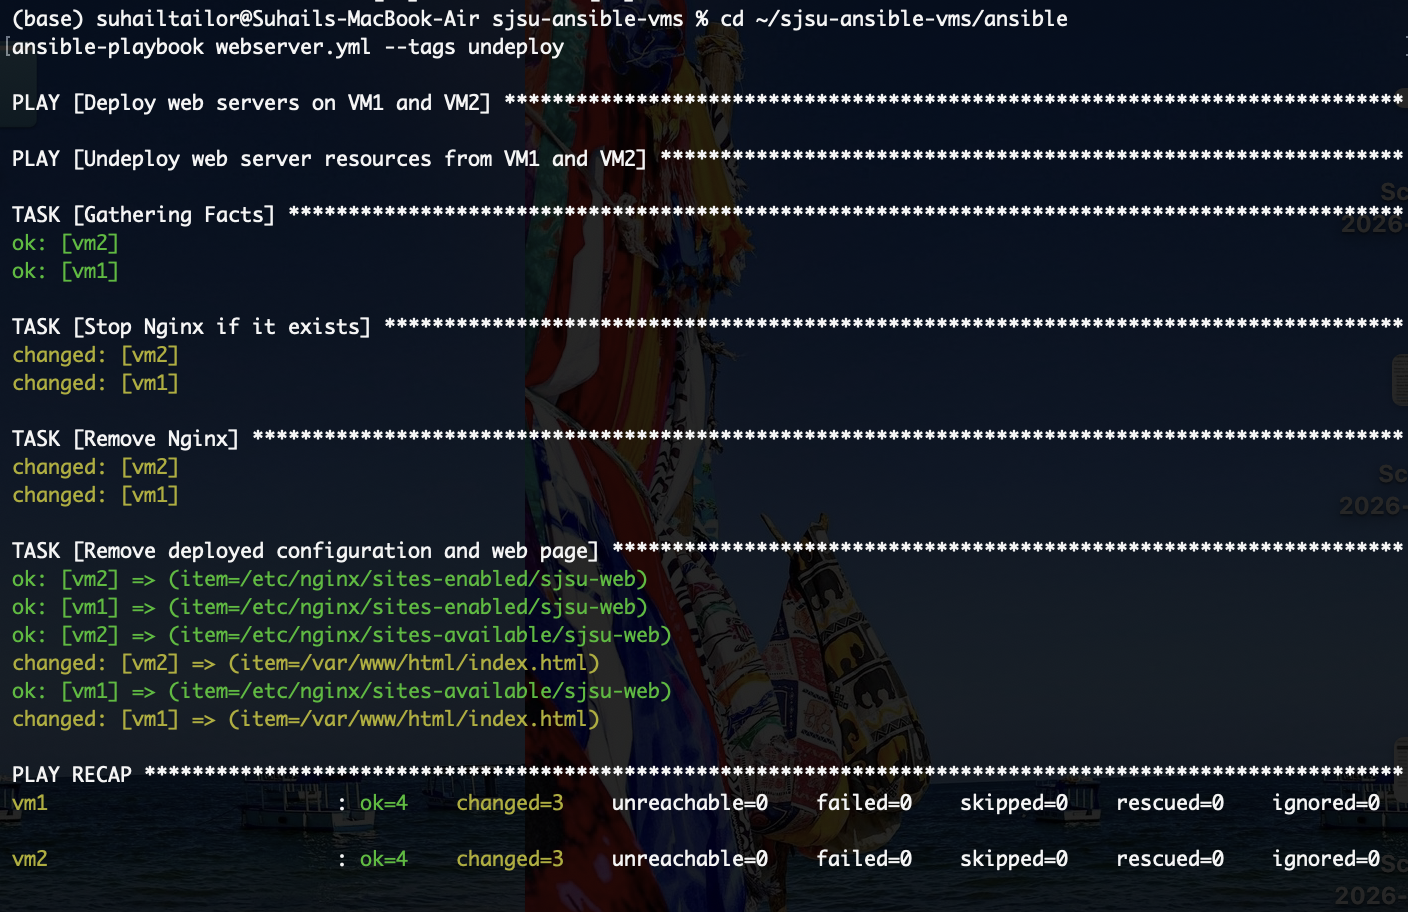 (base) suhailtailor@Suhails-MacBook-Air sjsu-ansible-vms % cd ~/sjsu-ansible-vms/ansible
[ansible-playbook webserver.yml --tags undeploy
PLAY [Deploy web servers on VM1 and VM2] ***************************************************************************
PLAY [Undeploy web server resources from VM1 and VM2] **************************************************************
TASK [Gathering Facts] *********************************************************************************************
ok: [vm2]
ok: [vm1]
TASK [Stop Nginx if it exists] *************************************************************************************
changed: [vm2]
changed: [vm1]
TASK [Remove Nginx] ************************************************************************************************
changed: [vm2]
changed: [vm1]
TASK [Remove deployed configuration and web page] ******************************************************************
ok: [vm2] => (item=/etc/nginx/sites-enabled/sjsu-web)
ok: [vm1] => (item=/etc/nginx/sites-enabled/sjsu-web)
ok: [vm2] => (item=/etc/nginx/sites-available/sjsu-web)
changed: [vm2] => (item=/var/www/html/index.html)
ok: [vm1] => (item=/etc/nginx/sites-available/sjsu-web)
changed: [vm1] => (item=/var/www/html/index.html)
PLAY RECAP *********************************************************************************************************
vm1                        : ok=4    changed=3    unreachable=0    failed=0    skipped=0    rescued=0    ignored=0
vm2                        : ok=4    changed=3    unreachable=0    failed=0    skipped=0    rescued=0    ignored=0